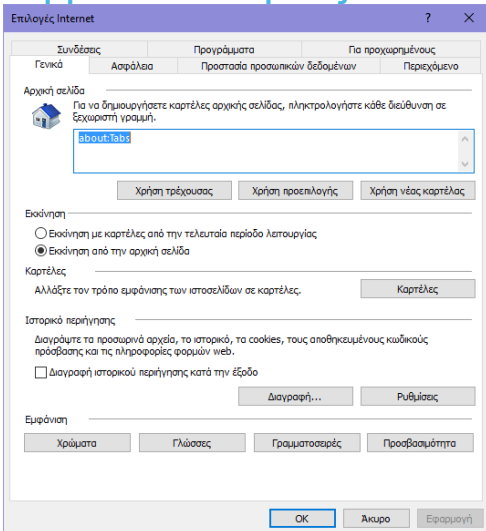 Επιλογές Internet ? ×
Συνδέσεις Προγράμματα Για προχωρημένους
Γενικά Ασφάλεια Προστασία προσωπικών δεδομένων Περιεχόμενο
Αρχική σελίδα
Για να δημιουργήσετε καρτέλες αρχικής σελίδας, πληκτρολογήστε κάθε διεύθυνση σε
ξεχωριστή γραμμή.
about:Tabs
Χρήση τρέχουσας Χρήση προεπιλογής Χρήση νέας καρτέλας
Εκκίνηση
Εκκίνηση με καρτέλες από την τελευταία περίοδο λειτουργίας
Εκκίνηση από την αρχική σελίδα
Καρτέλες
Αλλάξτε τον τρόπο εμφάνισης των ιστοσελίδων σε καρτέλες. Καρτέλες
Ιστορικό περιήγησης
Διαγράψτε τα προσωρινά αρχεία, το ιστορικό, τα cookies, τους αποθηκευμένους κωδικούς
πρόσβασης και τις πληροφορίες φορμών web.
Διαγραφή ιστορικού περιήγησης κατά την έξοδο
Διαγραφή... Ρυθμίσεις
Εμφάνιση
Χρώματα Γλώσσες Γραμματοσειρές Προσβασιμότητα
OK Άκυρο Εφαρμογή